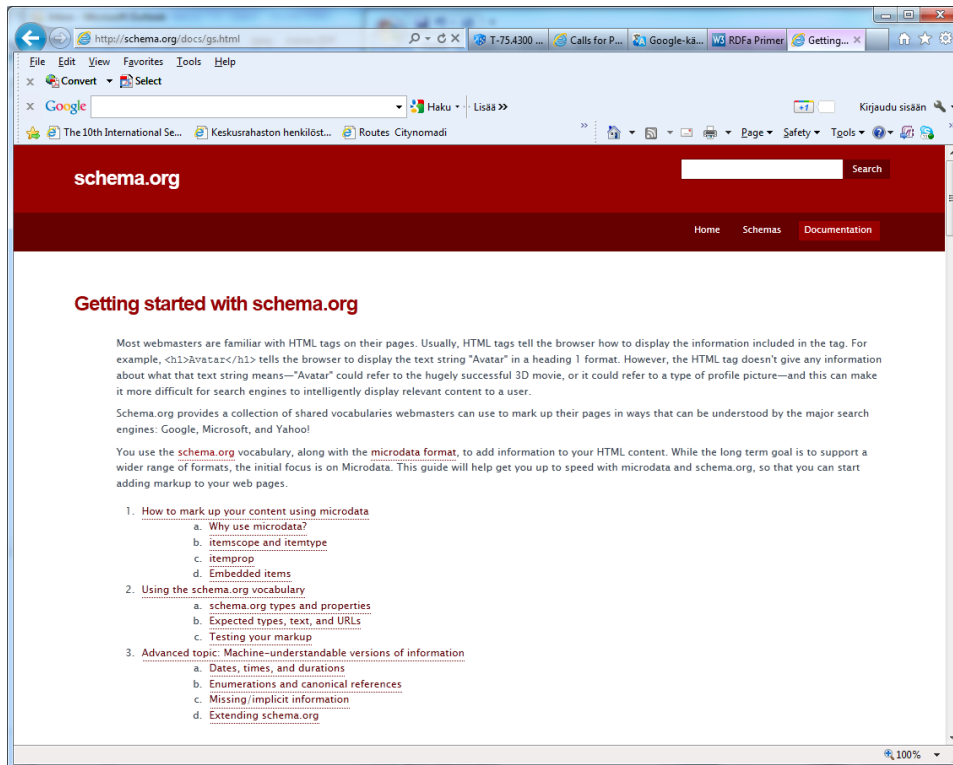 http://schema.org/docs/gs.html
T-75.4300 ...
Calls for P...
Google-kä...
W3 RDFa Primer
Getting...
File Edit View Favorites Tools Help
x Convert Select
x Google Haku Lisää >> +1 Kirjaudu sisään
The 10th International Se... Keskusrahaston henkilöst... Routes Citynomadi >> Page Safety Tools
schema.org
Search
Home Schemas Documentation
Getting started with schema.org
Most webmasters are familiar with HTML tags on their pages. Usually, HTML tags tell the browser how to display the information included in the tag. For
example, <h1>Avatar</h1> tells the browser to display the text string "Avatar" in a heading 1 format. However, the HTML tag doesn't give any information
about what that text string means—"Avatar" could refer to the hugely successful 3D movie, or it could refer to a type of profile picture—and this can make
it more difficult for search engines to intelligently display relevant content to a user.
Schema.org provides a collection of shared vocabularies webmasters can use to mark up their pages in ways that can be understood by the major search
engines: Google, Microsoft, and Yahoo!
You use the schema.org vocabulary, along with the microdata format, to add information to your HTML content. While the long term goal is to support a
wider range of formats, the initial focus is on Microdata. This guide will help get you up to speed with microdata and schema.org, so that you can start
adding markup to your web pages.
1. How to mark up your content using microdata
a. Why use microdata?
b. itemscope and itemtype
c. itemprop
d. Embedded items
2. Using the schema.org vocabulary
a. schema.org types and properties
b. Expected types, text, and URLs
c. Testing your markup
3. Advanced topic: Machine-understandable versions of information
a. Dates, times, and durations
b. Enumerations and canonical references
c. Missing/implicit information
d. Extending schema.org
100%